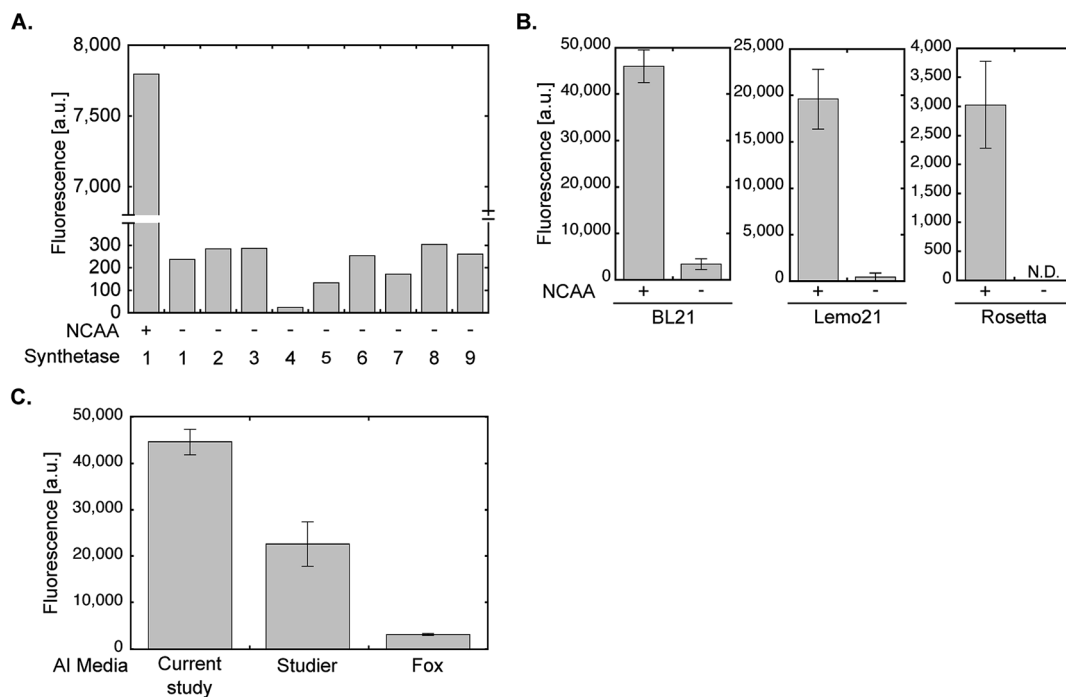 A.
8,000
7,500
7,000
300
200
100
0
Fluorescence [a.u.]
NCAA + - - - - - - - - -
Synthetase 1 1 2 3 4 5 6 7 8 9
B.
50,000
40,000
30,000
20,000
10,000
0
Fluorescence [a.u.]
25,000
20,000
15,000
10,000
5,000
0
4,000
3,500
3,000
2,500
2,000
1,500
1,000
500
0
N.D.
NCAA + - + - + -
BL21 Lemo21 Rosetta
C.
50,000
40,000
30,000
20,000
10,000
0
Fluorescence [a.u.]
AI Media Current Studier Fox
study